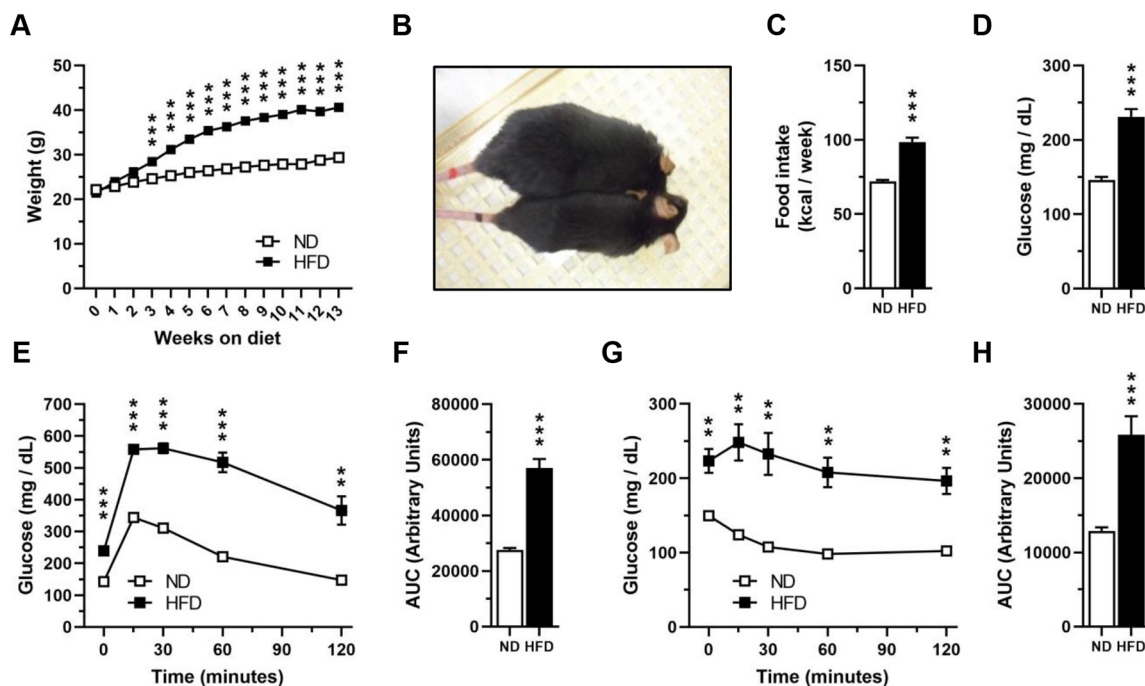 A
B
C
D
50
40
30
20
10
0
Weight (g)
***
***
***
***
***
***
***
***
***
***
***
ND
HFD
0 1 2 3 4 5 6 7 8 9 10 11 12 13
Weeks on diet
150
100
50
0
Food intake
(kcal / week)
***
ND HFD
300
200
100
0
Glucose (mg / dL)
***
ND HFD
E
F
G
H
700
600
500
400
300
200
100
0
Glucose (mg / dL)
***
***
***
***
**
ND
HFD
0 30 60 90 120
Time (minutes)
80000
60000
40000
20000
0
AUC (Arbitrary Units)
***
ND HFD
300
200
100
0
Glucose (mg / dL)
**
**
**
**
**
ND
HFD
0 30 60 90 120
Time (minutes)
30000
20000
10000
0
AUC (Arbitrary Units)
***
ND HFD